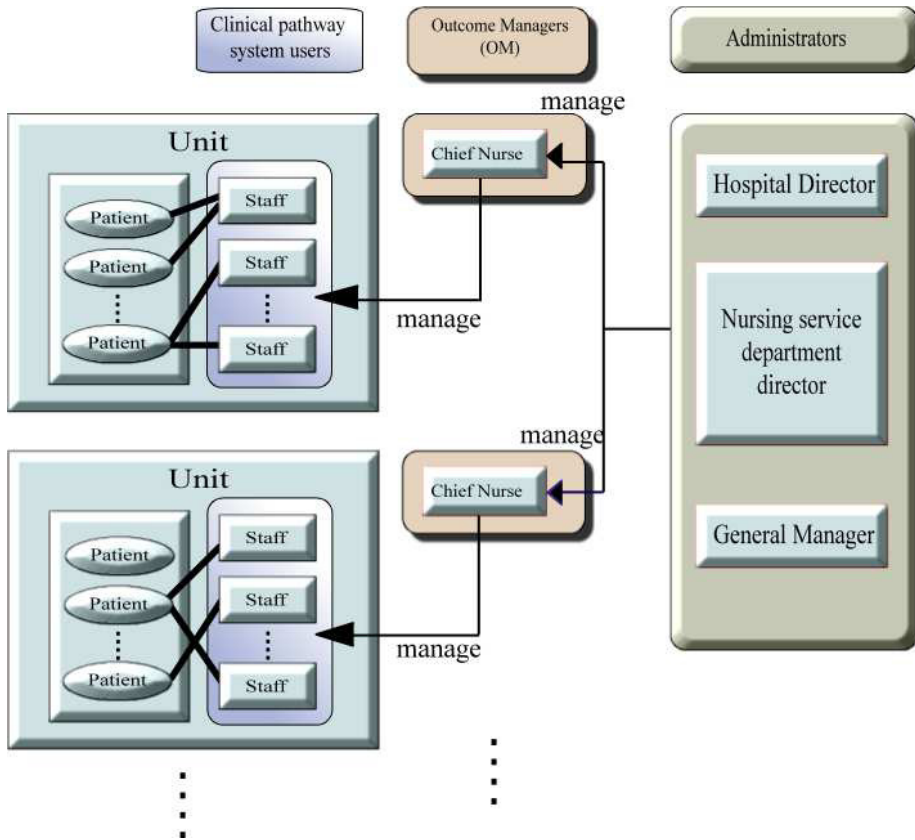 Clinical pathway
system users
Outcome Managers
(OM)
Administrators
manage
Unit
Chief Nurse
Patient
Staff
Patient
Staff
Patient
Staff
manage
Hospital Director
Nursing service
department
director
General Manager
manage
Unit
Chief Nurse
Patient
Staff
Patient
Staff
Patient
Staff
manage